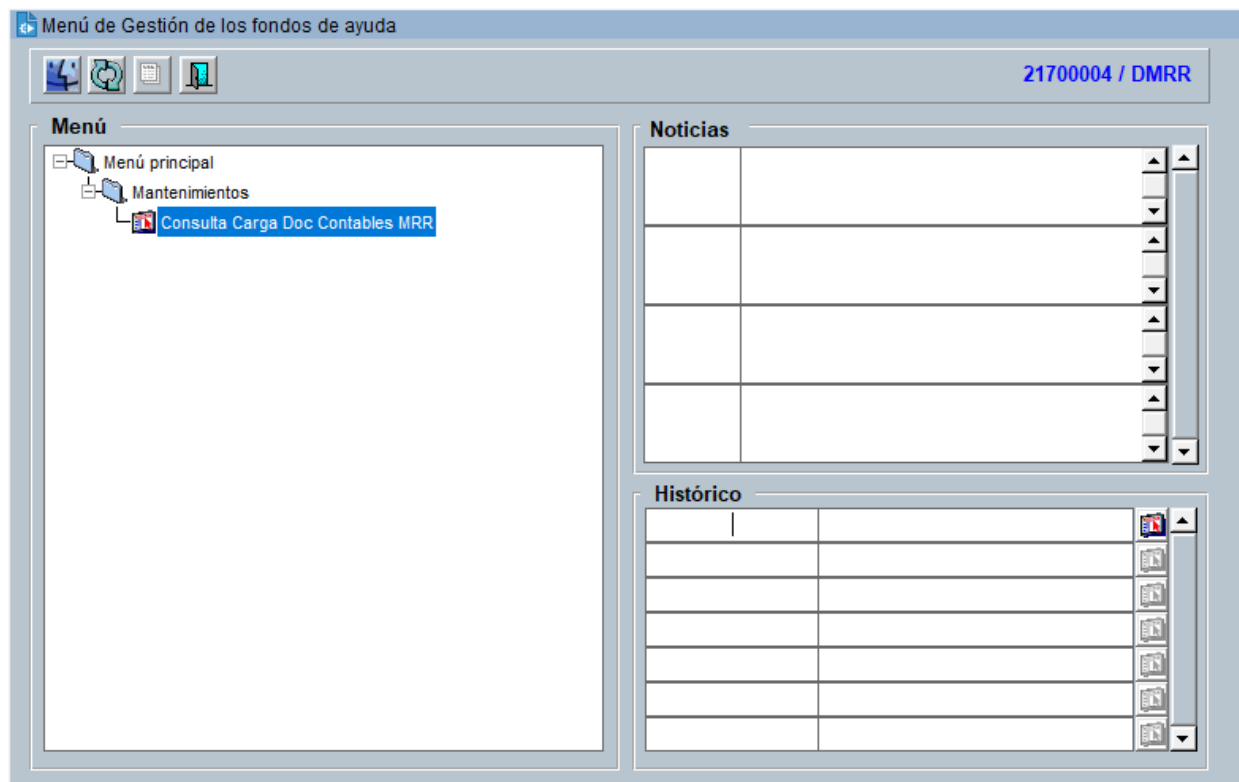 Menú de Gestión de los fondos de ayuda
21700004 / DMRR
Menú
Menú principal
Mantenimientos
Consulta Carga Doc Contables MRR
Noticias
Histórico